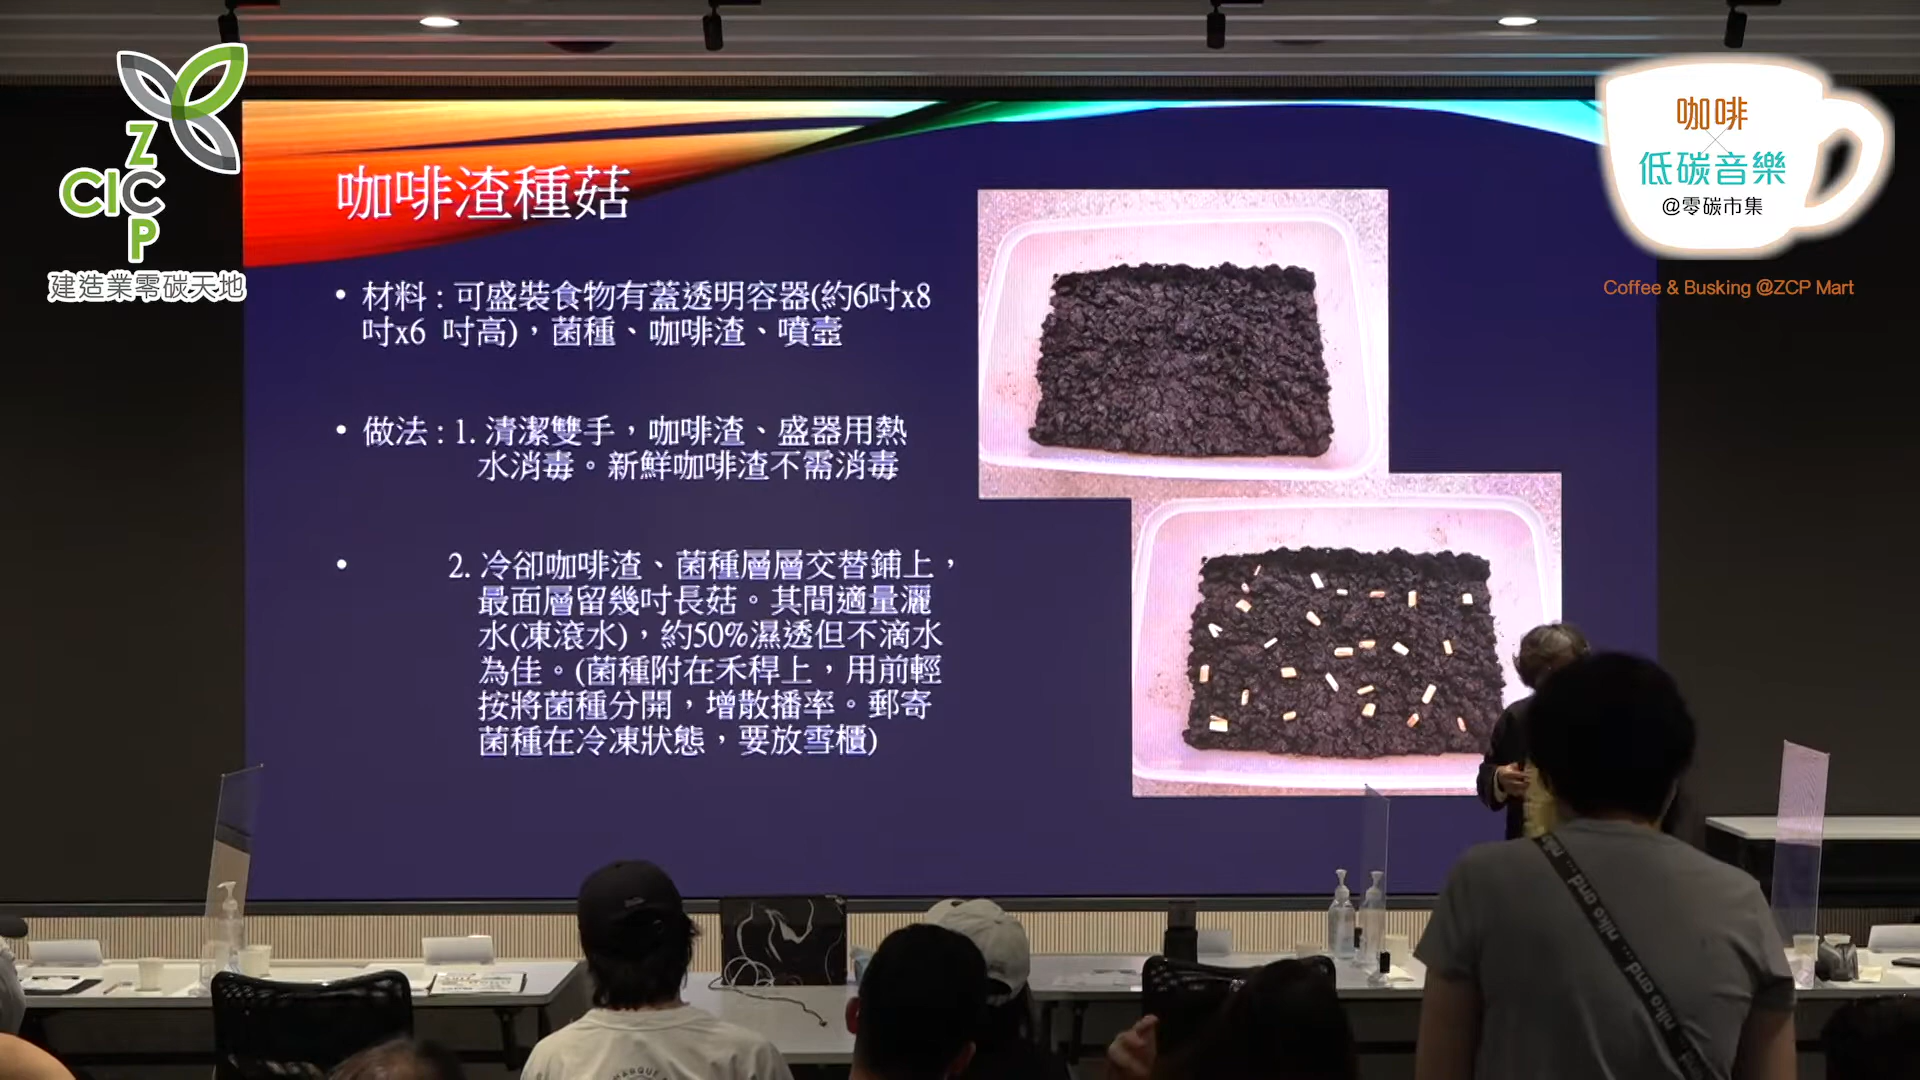 Z
CIC
P
建造業零碳天地
咖啡
低碳音樂
@零碳市集
Coffee & Busking @ZCP Mart
咖啡渣種菇
• 材料 : 可盛裝食物有蓋透明容器(約6吋x8
吋x6 吋高)，菌種、咖啡渣、噴壺
• 做法 : 1. 清潔雙手，咖啡渣、盛器用熱
水消毒。新鮮咖啡渣不需消毒
• 2. 冷卻咖啡渣、菌種層層交替鋪上，
最面層留幾吋長菇。其間適量灑
水(凍滾水)，約50%濕透但不滴水
為佳。(菌種附在禾稈上，用前輕
按將菌種分開，增散播率。郵寄
菌種在冷凍狀態，要放雪櫃)
niko and ...
niko and ...